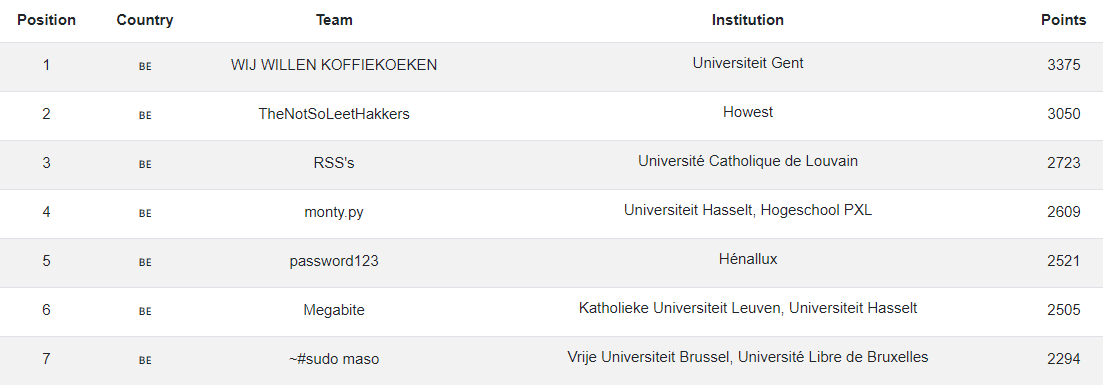 Position Country Team Institution Points
1 BE WIJ WILLEN KOFFIEKOEKEN Universiteit Gent 3375
2 BE TheNotSoLeetHakkers Howest 3050
3 BE RSS's Université Catholique de Louvain 2723
4 BE monty.py Universiteit Hasselt, Hogeschool PXL 2609
5 BE password123 Hénallux 2521
6 BE Megabite Katholieke Universiteit Leuven, Universiteit Hasselt 2505
7 BE ~#sudo maso Vrije Universiteit Brussel, Université Libre de Bruxelles 2294